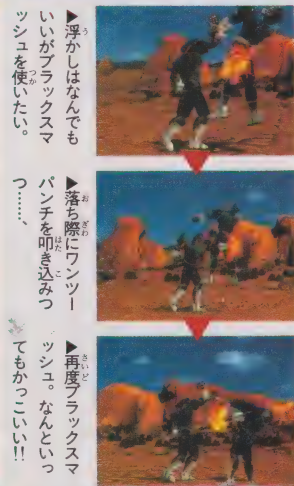 ▶浮かしはなんでも
いいがブラックスマ
ッシュを使いたい。
▶落ち際にワンツー
パンチを叩き込みつ
つ……、
▶再度ブラックスマ
ッシュ。なんといっ
てもかっこいい!!